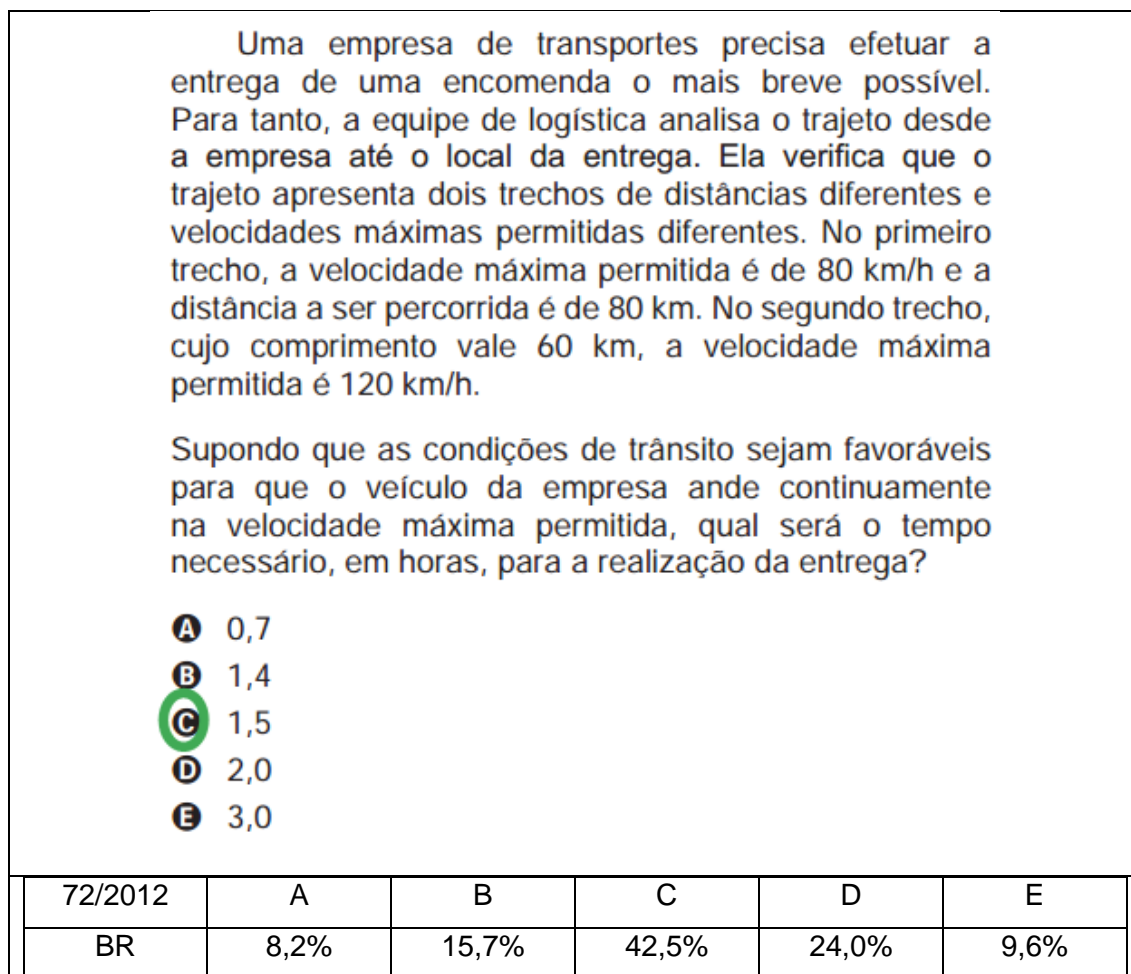 Uma empresa de transportes precisa efetuar a
entrega de uma encomenda o mais breve possível.
Para tanto, a equipe de logística analisa o trajeto desde
a empresa até o local da entrega. Ela verifica que o
trajeto apresenta dois trechos de distâncias diferentes e
velocidades máximas permitidas diferentes. No primeiro
trecho, a velocidade máxima permitida é de 80 km/h e a
distância a ser percorrida é de 80 km. No segundo trecho,
cujo comprimento vale 60 km, a velocidade máxima
permitida é 120 km/h.
Supondo que as condições de trânsito sejam favoráveis
para que o veículo da empresa ande continuamente
na velocidade máxima permitida, qual será o tempo
necessário, em horas, para a realização da entrega?
A 0,7
B 1,4
C 1,5
D 2,0
E 3,0
72/2012 A B C D E
BR 8,2% 15,7% 42,5% 24,0% 9,6%